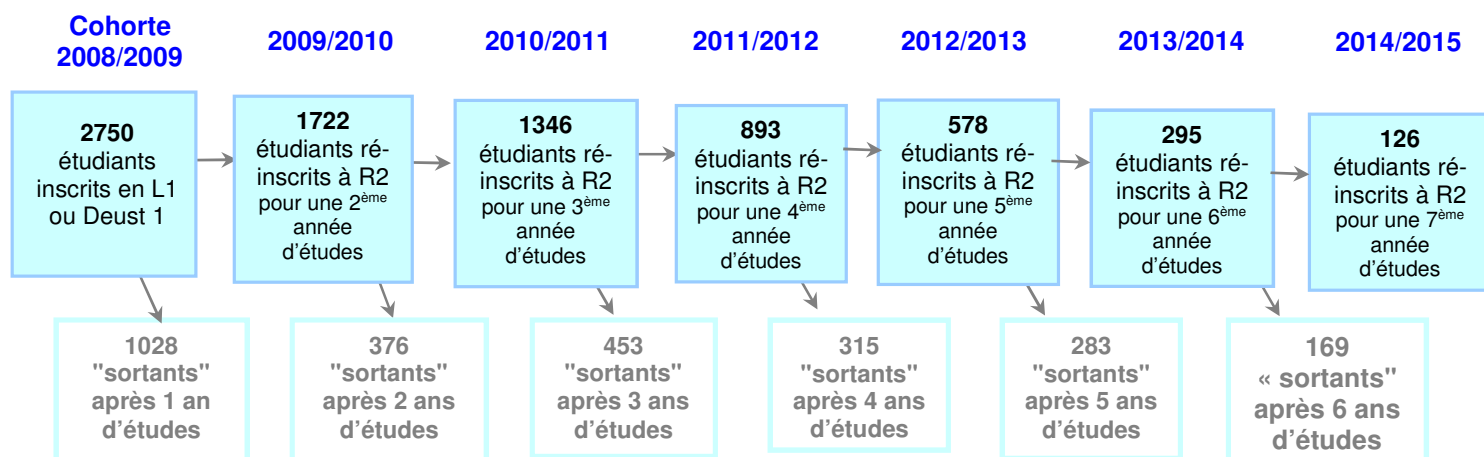 Cohorte
2008/2009
2009/2010
2010/2011
2011/2012
2012/2013
2013/2014
2014/2015
2750
étudiants
inscrits en L1
ou Deust 1
1722
étudiants ré-
inscrits à R2
pour une 2ème
année
d'études
1346
étudiants ré-
inscrits à R2
pour une 3ème
année
d'études
893
étudiants ré-
inscrits à R2
pour une 4ème
année
d'études
578
étudiants ré-
inscrits à R2
pour une 5ème
année
d'études
295
étudiants ré-
inscrits à R2
pour une 6ème
année
d'études
126
étudiants ré-
inscrits à R2
pour une 7ème
année
d'études
1028
"sortants"
après 1 an
d'études
376
"sortants"
après 2 ans
d'études
453
"sortants"
après 3 ans
d'études
315
"sortants"
après 4 ans
d'études
283
"sortants"
après 5 ans
d'études
169
« sortants"
après 6 ans
d'études